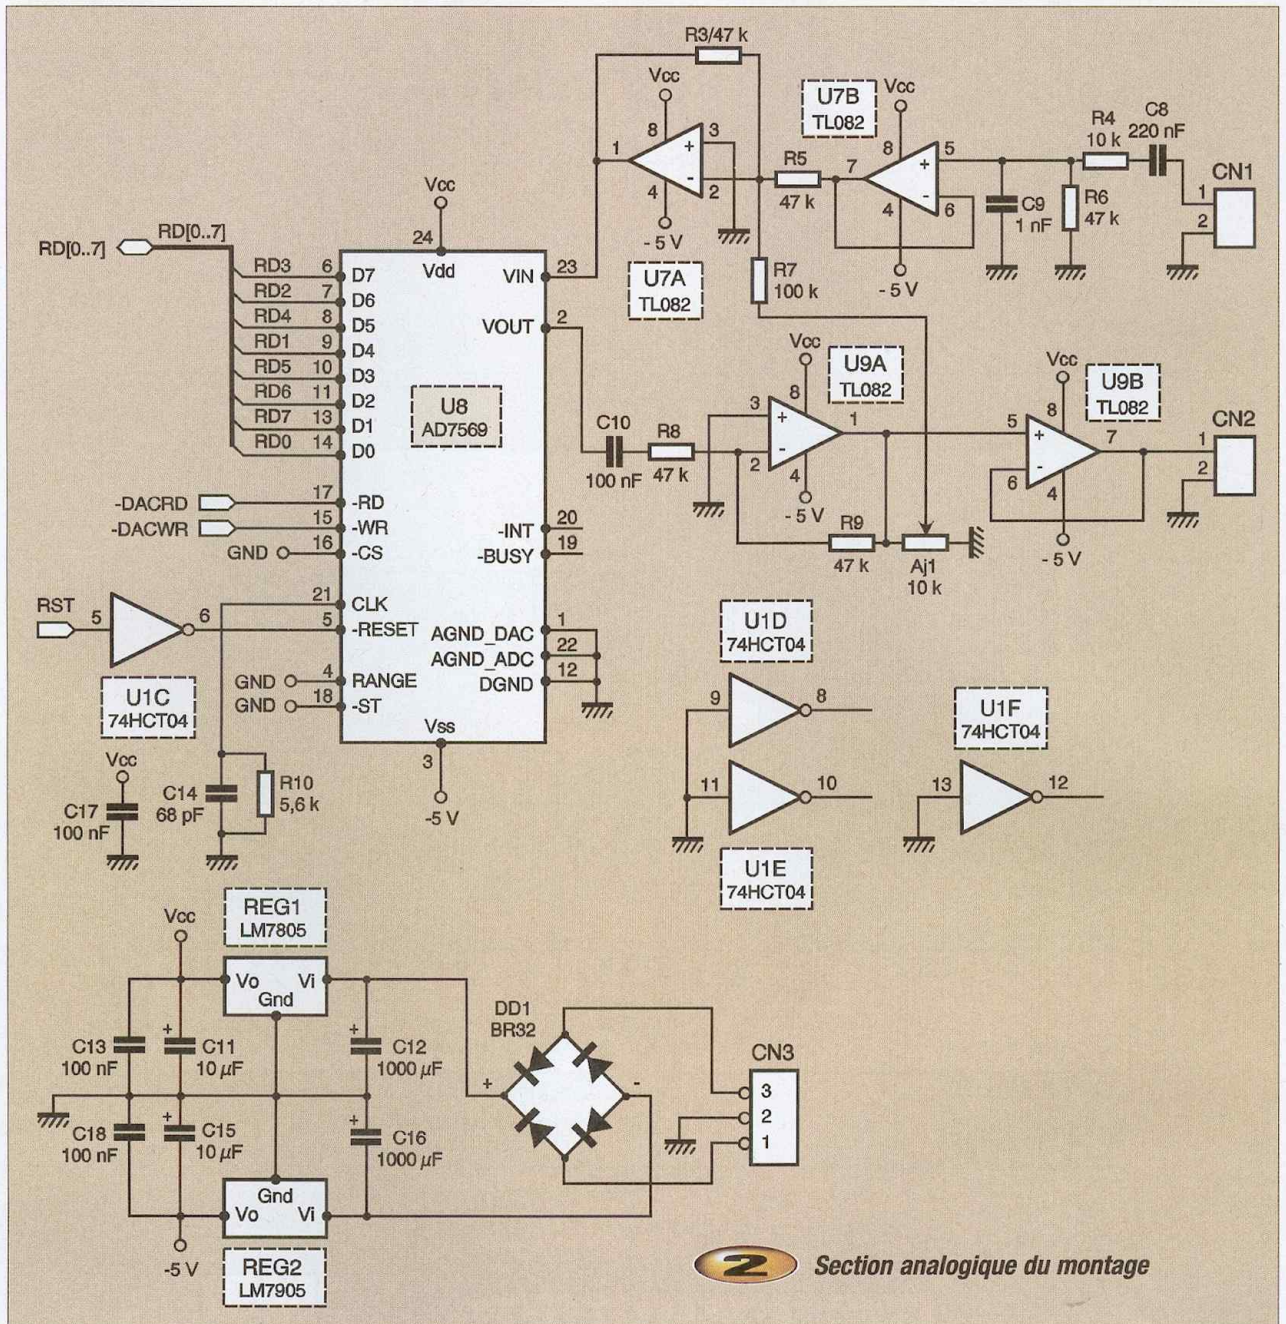 R3/47 k
Vcc
8
3
+
1
-
2
4
- 5 V
U7A
TL082
U7B
TL082
Vcc
8
5
+
7
-
6
4
- 5 V
R5
47 k
R4
10 k
C8
220 nF
CN1
1
2
C9
1 nF
R6
47 k
R7
100 k
RD[0..7]
RD[0..7]
Vcc
24
Vdd
RD3 6 D7
RD2 7 D6
RD4 8 D5
RD1 9 D4
RD5 10 D3
RD6 11 D2
RD7 13 D1
RD0 14 D0
-DACRD 17 -RD
-DACWR 15 -WR
GND 16 -CS
21 CLK
RST 5 6 5 -RESET
GND 4 RANGE
GND 18 -ST
U8
AD7569
VIN 23
VOUT 2
-INT 20
-BUSY 19
AGND_DAC 1
AGND_ADC 22
DGND 12
Vss
3
-5 V
U1C
74HCT04
Vcc
C17
100 nF
C14
68 pF
R10
5,6 k
C10
100 nF
R8
47 k
Vcc
8
3
+
1
-
2
4
- 5 V
U9A
TL082
R9
47 k
Aj1
10 k
Vcc
8
5
+
7
-
6
4
- 5 V
U9B
TL082
CN2
1
2
U1D
74HCT04
9 8
11 10
U1E
74HCT04
U1F
74HCT04
13 12
REG1
LM7805
Vcc
Vo Vi
Gnd
C13
100 nF
+
C11
10 µF
+
C12
1000 µF
C18
100 nF
+
C15
10 µF
+
C16
1000 µF
Gnd
Vo Vi
-5 V
REG2
LM7905
DD1
BR32
+
-
CN3
3
2
1
2 Section analogique du montage